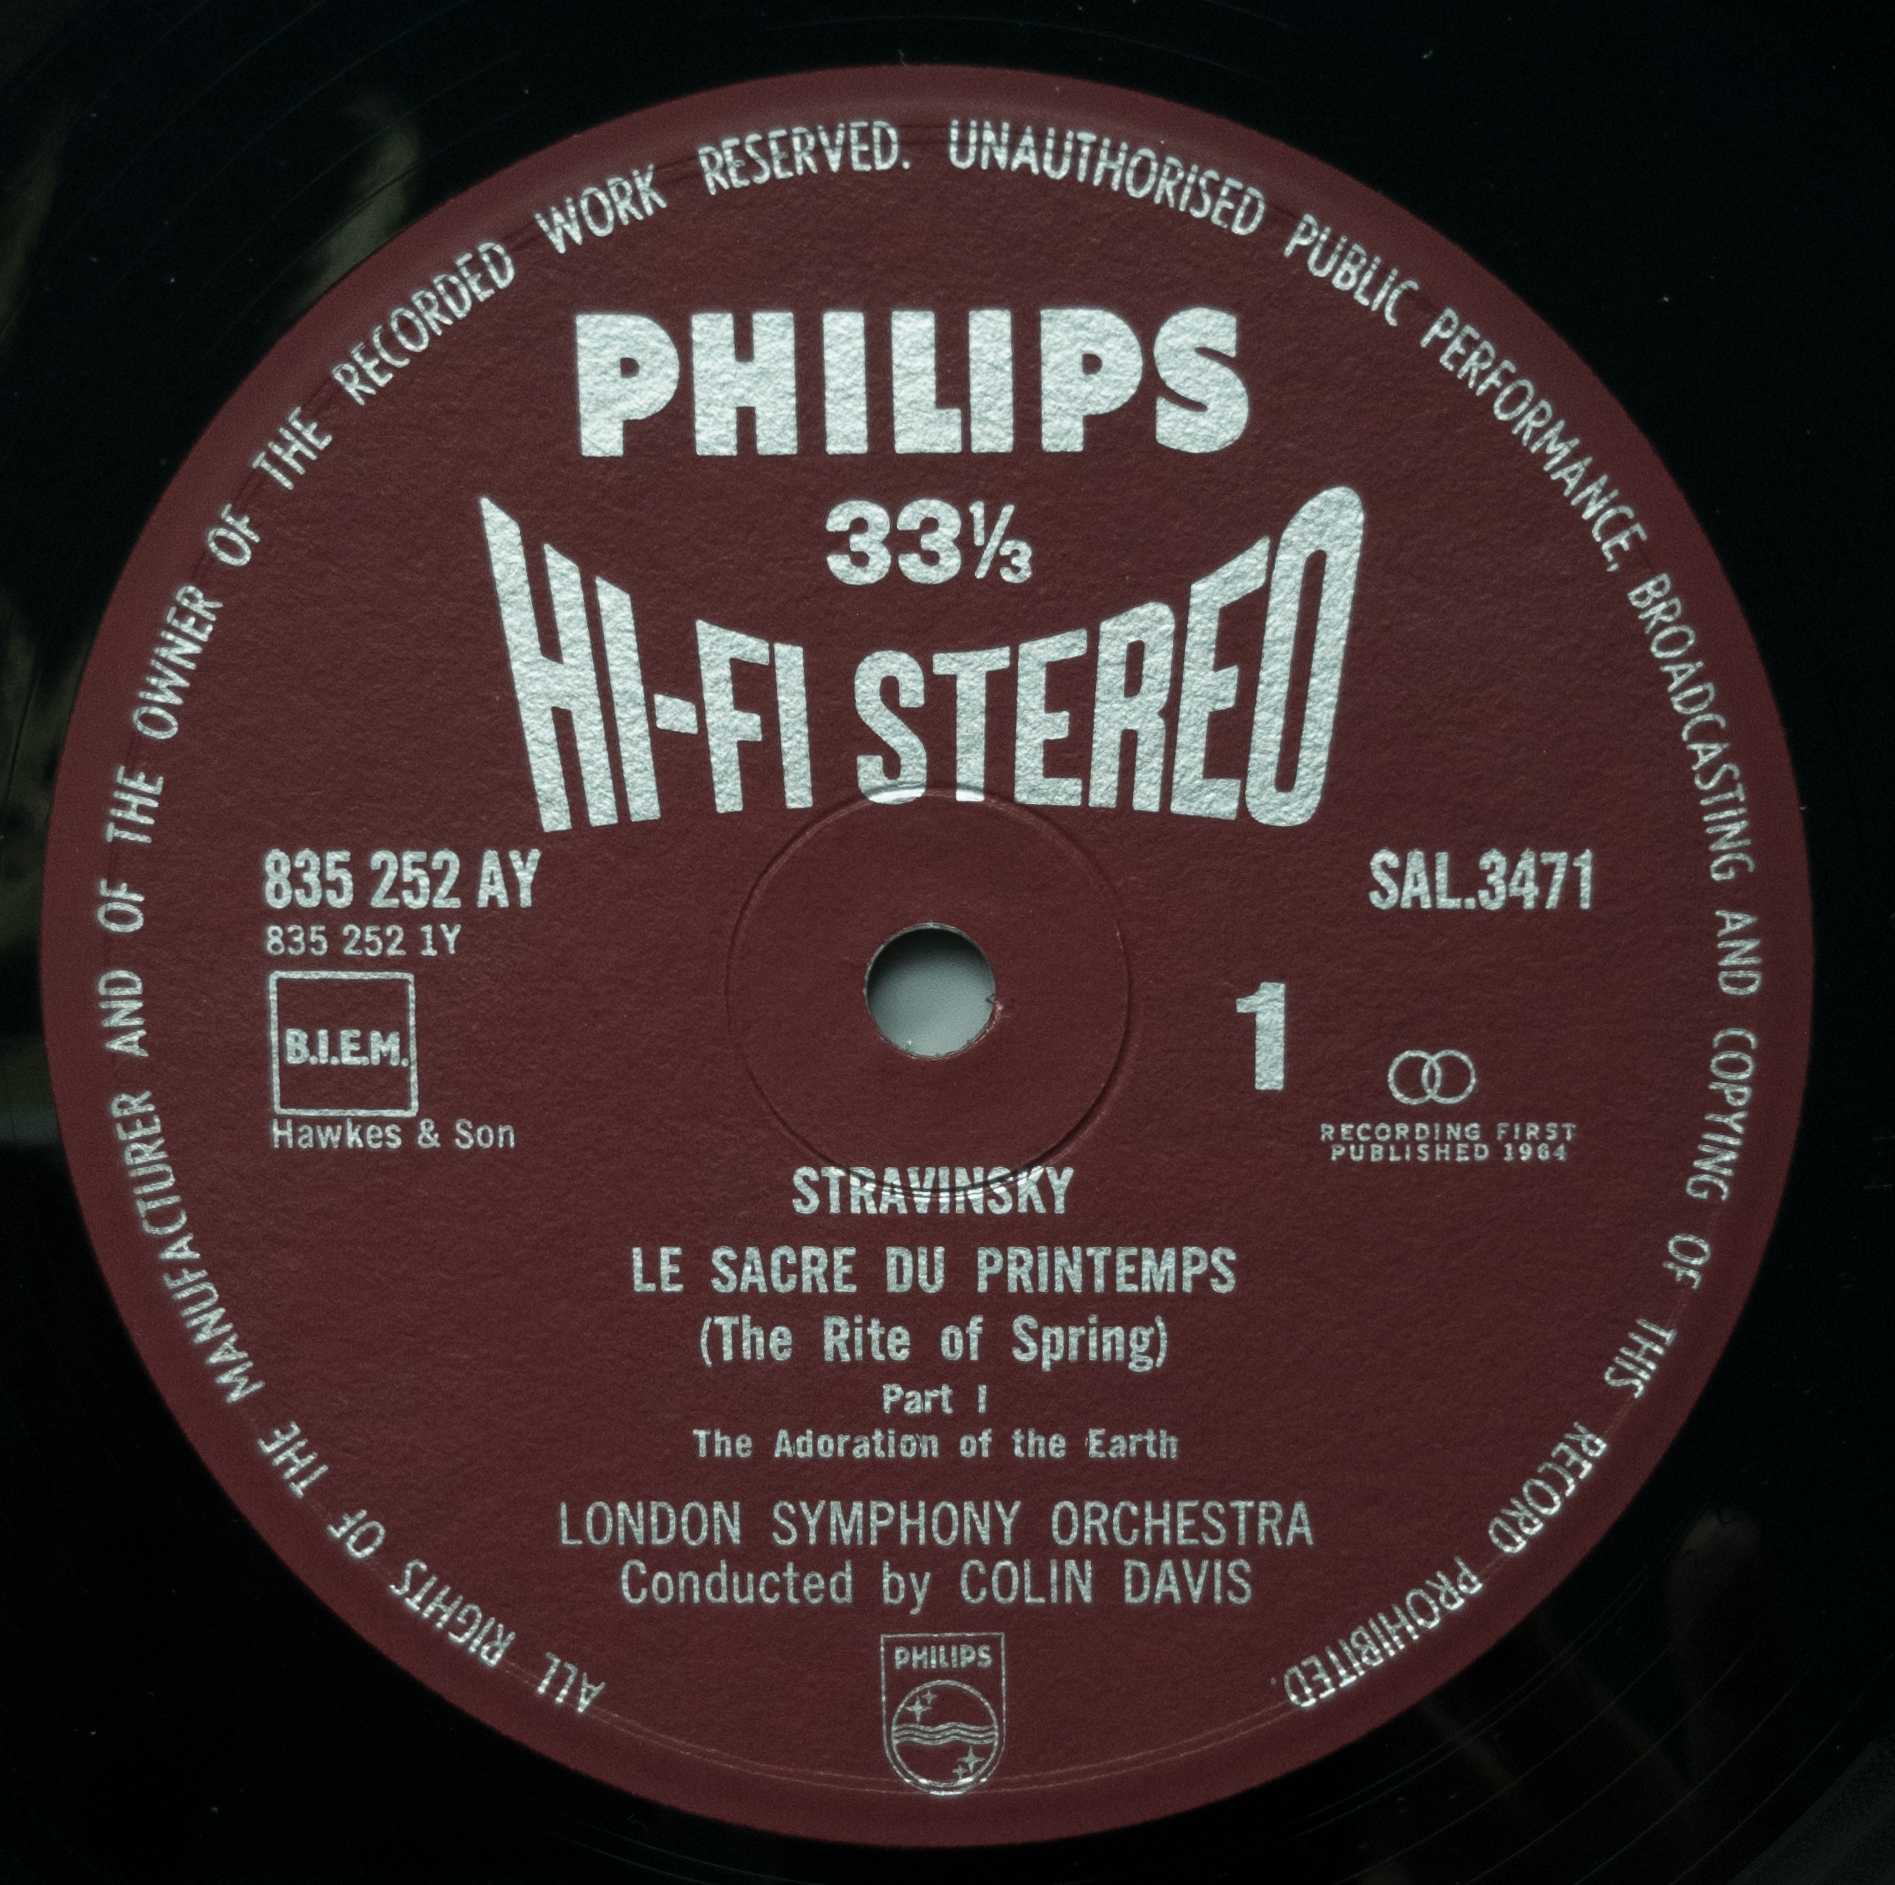 ALL RIGHTS OF THE MANUFACTURER AND OF THE OWNER OF THE RECORDED WORK RESERVED. UNAUTHORISED PUBLIC PERFORMANCE, BROADCASTING AND COPYING OF THIS RECORD PROHIBITED.
PHILIPS
33⅓
HI-FI STEREO
835 252 AY
SAL.3471
835 252 1Y
B.I.E.M.
Hawkes & Son
1
RECORDING FIRST
PUBLISHED 1964
STRAVINSKY
LE SACRE DU PRINTEMPS
(The Rite of Spring)
Part I
The Adoration of the Earth
LONDON SYMPHONY ORCHESTRA
Conducted by COLIN DAVIS
PHILIPS